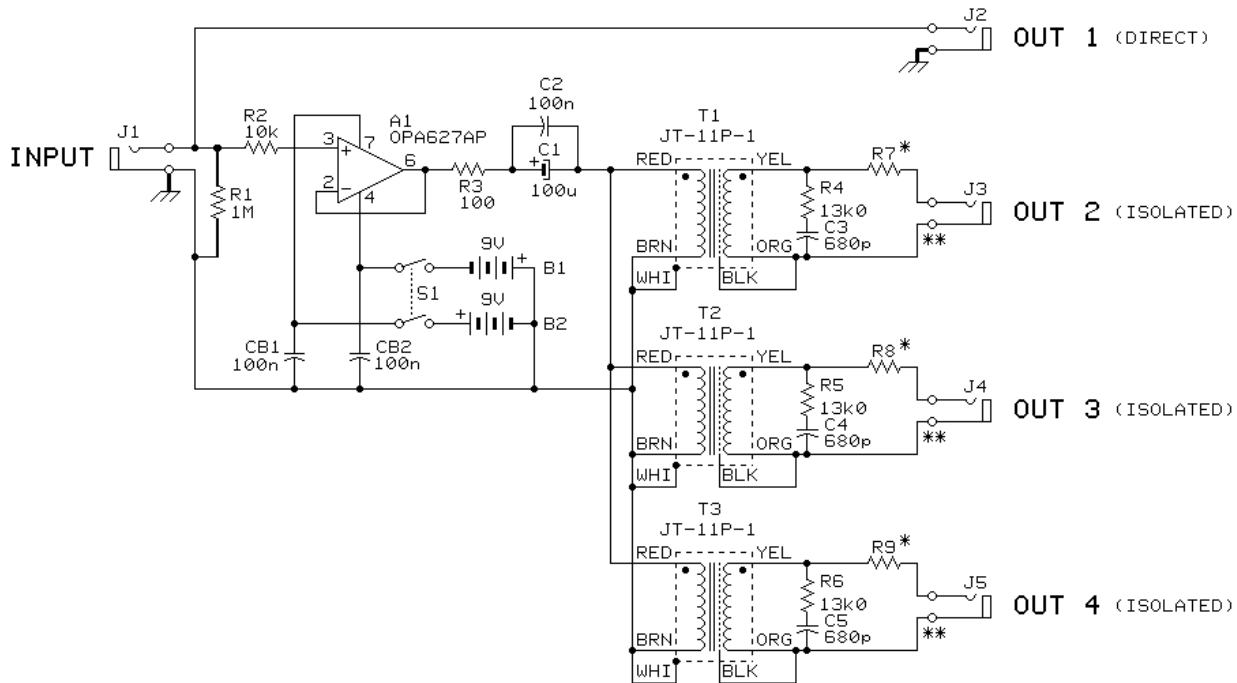 J2
OUT 1 (DIRECT)
C2
100n
R2
10k
A1
OPA627AP
T1
JT-11P-1
J1
3
7
+
6
C1
+
100u
RED
YEL
R7*
INPUT
2
-
4
R3
100
R4
13k0
C3
680p
J3
OUT 2 (ISOLATED)
**
R1
1M
BRN
ORG
WHI
BLK
9V
+
B1
S1
9V
+
B2
T2
JT-11P-1
CB1
100n
CB2
100n
RED
YEL
R8*
R5
13k0
C4
680p
J4
OUT 3 (ISOLATED)
**
BRN
ORG
WHI
BLK
T3
JT-11P-1
RED
YEL
R9*
R6
13k0
C5
680p
J5
OUT 4 (ISOLATED)
**
BRN
ORG
WHI
BLK